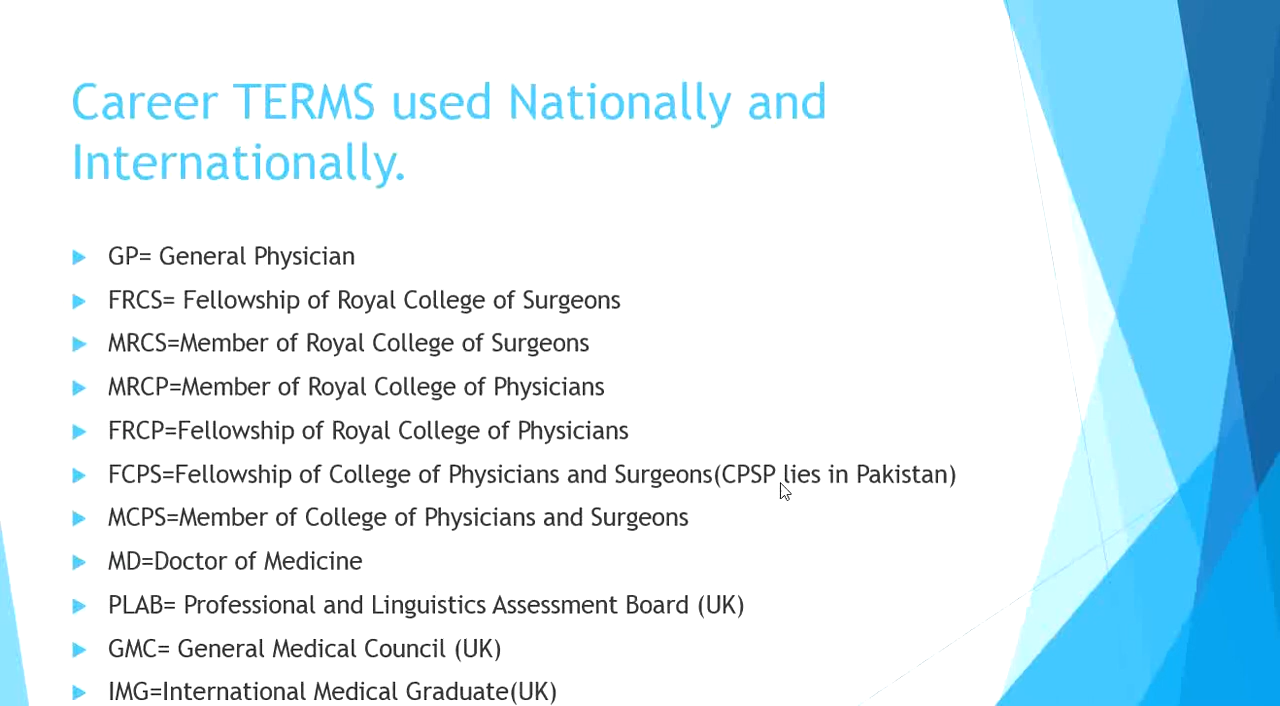 Career TERMS used Nationally and
Internationally.
GP= General Physician
FRCS= Fellowship of Royal College of Surgeons
MRCS=Member of Royal College of Surgeons
MRCP=Member of Royal College of Physicians
FRCP=Fellowship of Royal College of Physicians
FCPS=Fellowship of College of Physicians and Surgeons(CPSP lies in Pakistan)
MCPS=Member of College of Physicians and Surgeons
MD=Doctor of Medicine
PLAB= Professional and Linguistics Assessment Board (UK)
GMC= General Medical Council (UK)
IMG=International Medical Graduate(UK)